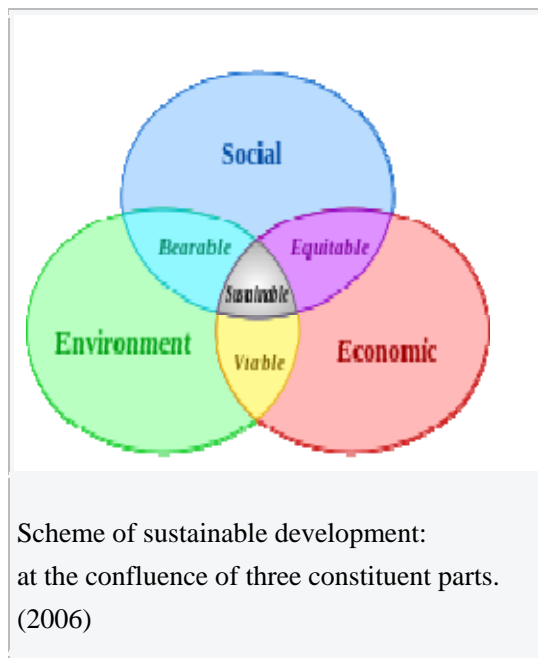 Social
Bearable Equitable
Sustainable
Environment
Viable
Economic
Scheme of sustainable development:
at the confluence of three constituent parts.
(2006)